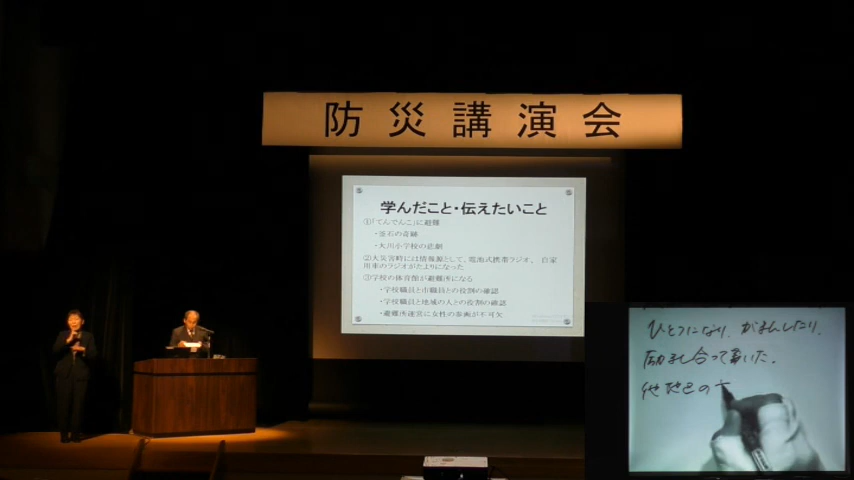 防災講演会
学んだこと・伝えたいこと
①「てんでんこ」に避難
・釜石の奇跡
・大川小学校の悲劇
②大災害時には情報源として、電池式携帯ラジオ、自家
用車のラジオがたよりになった
③学校の体育館が避難所になる
・学校職員と市職員との役割の確認
・学校職員と地域の人との役割の確認
・避難所運営に女性の参画が不可欠
ひとつになり、がまんしたり、
励まし合って
他地区の